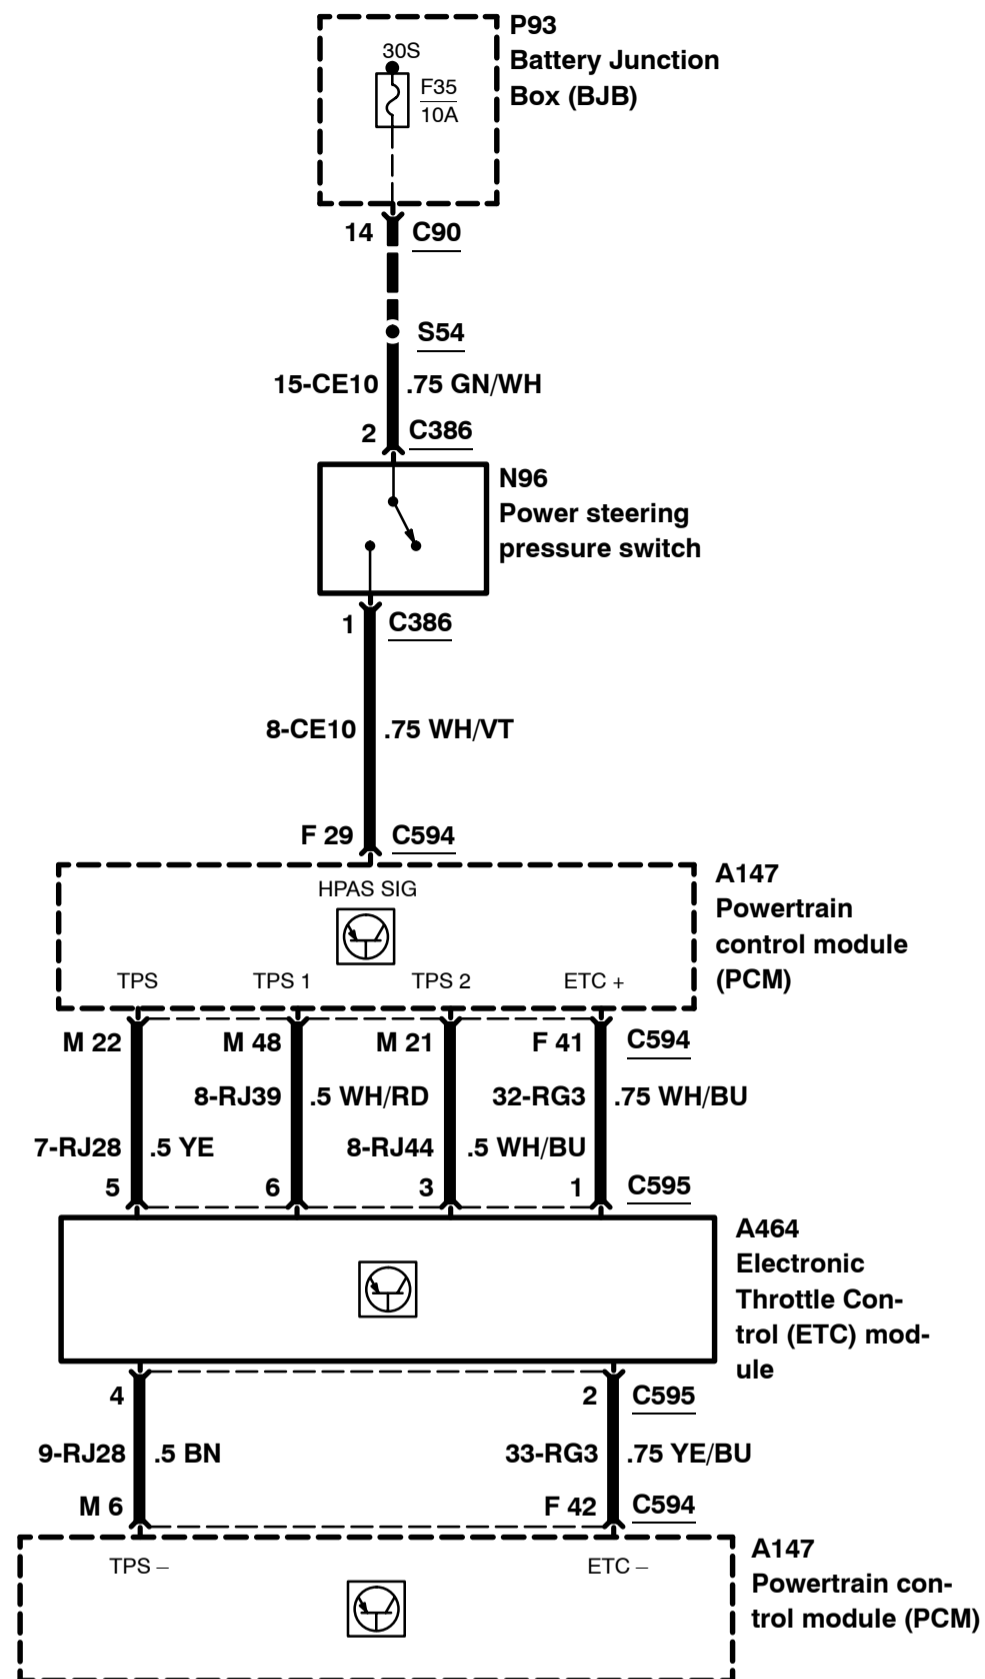 P93
Battery Junction
Box (BJB)
30S
F35
10A
14 C90
S54
15-CE10 .75 GN/WH
2 C386
N96
Power steering
pressure switch
1 C386
8-CE10 .75 WH/VT
F 29 C594
A147
Powertrain
control module
(PCM)
HPAS SIG
TPS TPS 1 TPS 2 ETC +
M 22 M 48 M 21 F 41 C594
8-RJ39 .5 WH/RD 32-RG3 .75 WH/BU
7-RJ28 .5 YE 8-RJ44 .5 WH/BU
5 6 3 1 C595
A464
Electronic
Throttle Con-
trol (ETC) mod-
ule
4 2 C595
9-RJ28 .5 BN 33-RG3 .75 YE/BU
M 6 F 42 C594
TPS – ETC –
A147
Powertrain con-
trol module (PCM)